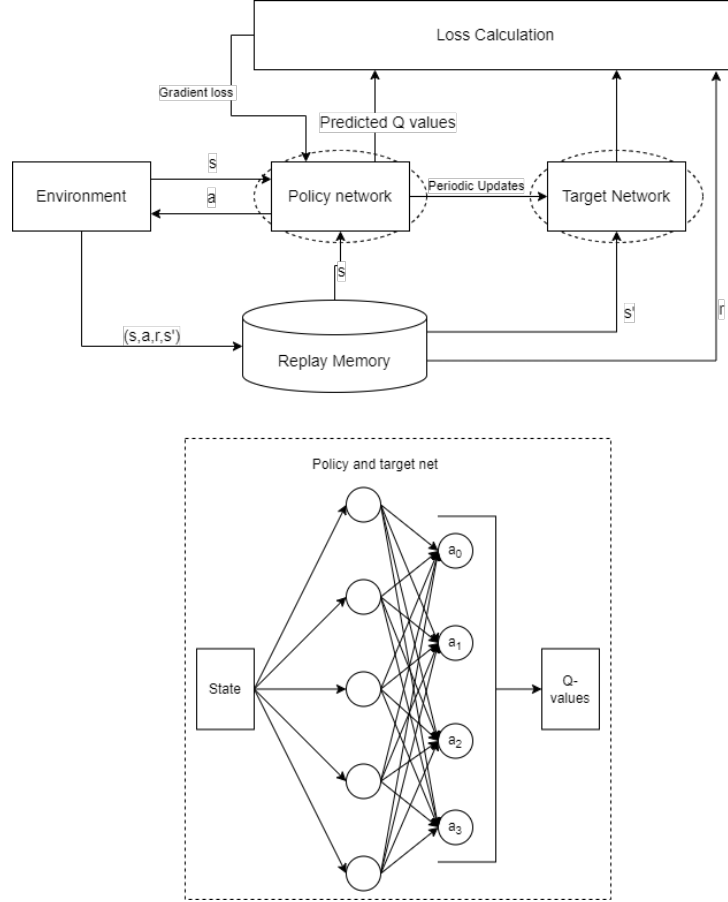 Loss Calculation
Gradient loss
Predicted Q values
s
Environment
Policy network
Periodic Updates
Target Network
a
s
s'
r
(s,a,r,s')
Replay Memory
Policy and target net
a0
a1
State
Q-
values
a2
a3